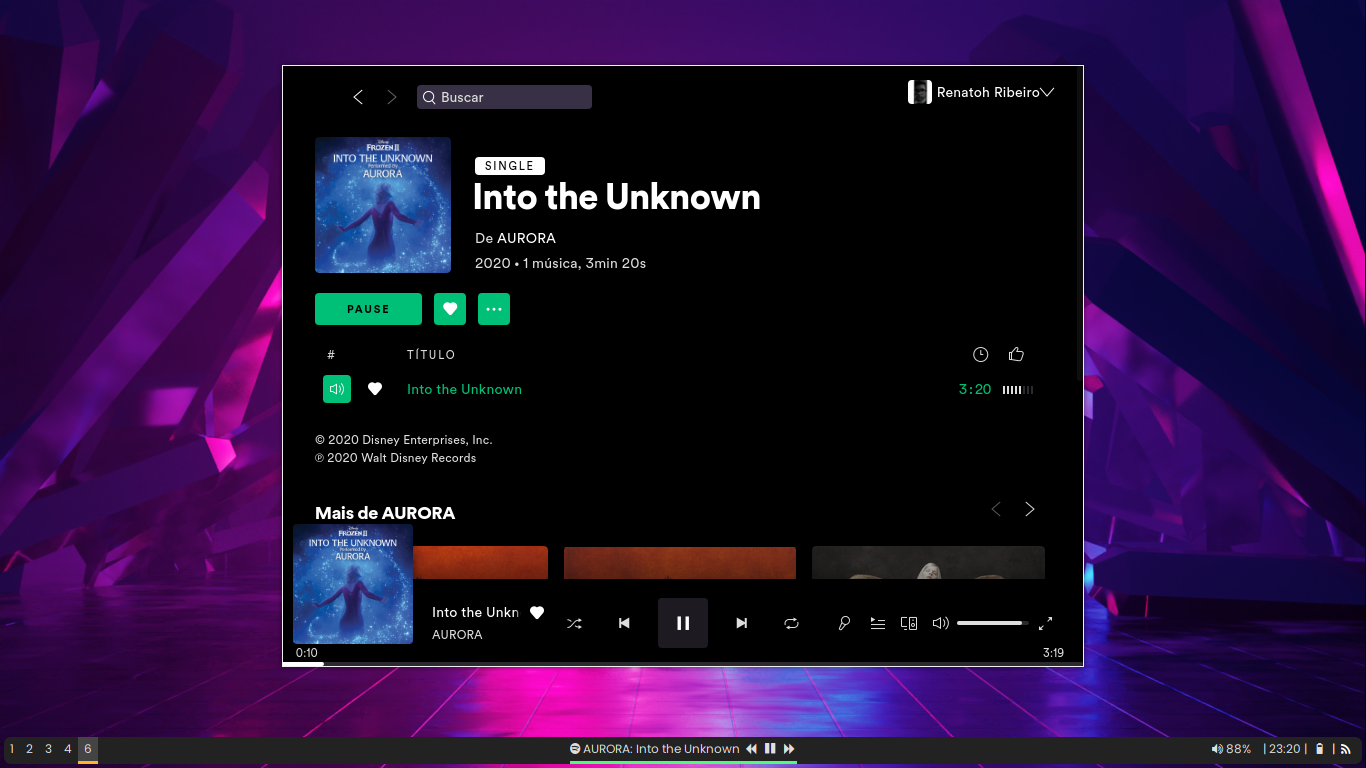 Buscar
Renatoh Ribeiro
Disney
FROZEN II
INTO THE UNKNOWN
Performed By
AURORA
SINGLE
Into the Unknown
De AURORA
2020 • 1 música, 3min 20s
PAUSE
# TÍTULO
Into the Unknown 3:20
© 2020 Disney Enterprises, Inc.
℗ 2020 Walt Disney Records
Mais de AURORA
Disney
FROZEN II
INTO THE UNKNOWN
Performed By
AURORA
Into the Unkn
AURORA
0:10 3:19
1 2 3 4 6 AURORA: Into the Unknown 88% | 23:20 | |